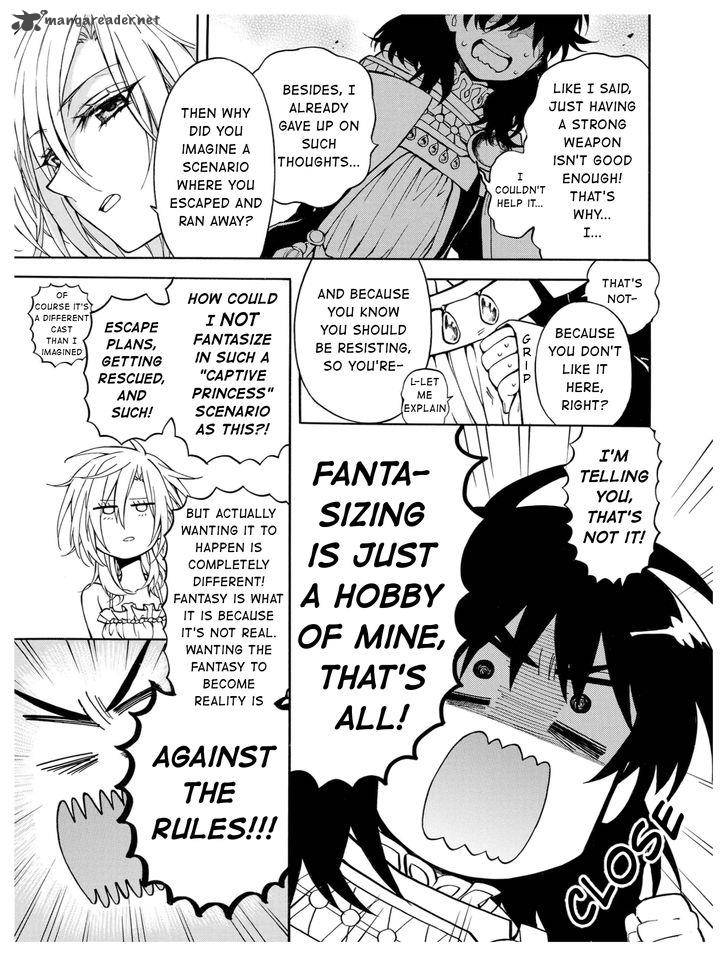 mangareader.net
LIKE I SAID,
JUST HAVING
A STRONG
WEAPON
ISN'T GOOD
ENOUGH!
THAT'S
WHY...
I...
I
COULDN'T
HELP IT...
BESIDES, I
ALREADY
GAVE UP ON
SUCH
THOUGHTS...
THEN WHY
DID YOU
IMAGINE A
SCENARIO
WHERE YOU
ESCAPED AND
RAN AWAY?
THAT'S
NOT-
BECAUSE
YOU DON'T
LIKE IT
HERE,
RIGHT?
GRIP
AND BECAUSE
YOU KNOW
YOU SHOULD
BE RESISTING,
SO YOU'RE-
L-LET
ME
EXPLAIN
HOW COULD
I NOT
FANTASIZE
IN SUCH A
"CAPTIVE
PRINCESS"
SCENARIO
AS THIS?!
ESCAPE
PLANS,
GETTING
RESCUED,
AND
SUCH!
OF
COURSE IT'S
A DIFFERENT
CAST
THAN I
IMAGINED
I'M
TELLING
YOU,
THAT'S
NOT IT!
FANTA-
SIZING
IS JUST
A HOBBY
OF MINE,
THAT'S
ALL!
CLOSE
BUT ACTUALLY
WANTING IT TO
HAPPEN IS
COMPLETELY
DIFFERENT!
FANTASY IS WHAT
IT IS BECAUSE
IT'S NOT REAL.
WANTING THE
FANTASY TO
BECOME
REALITY IS
AGAINST
THE
RULES!!!